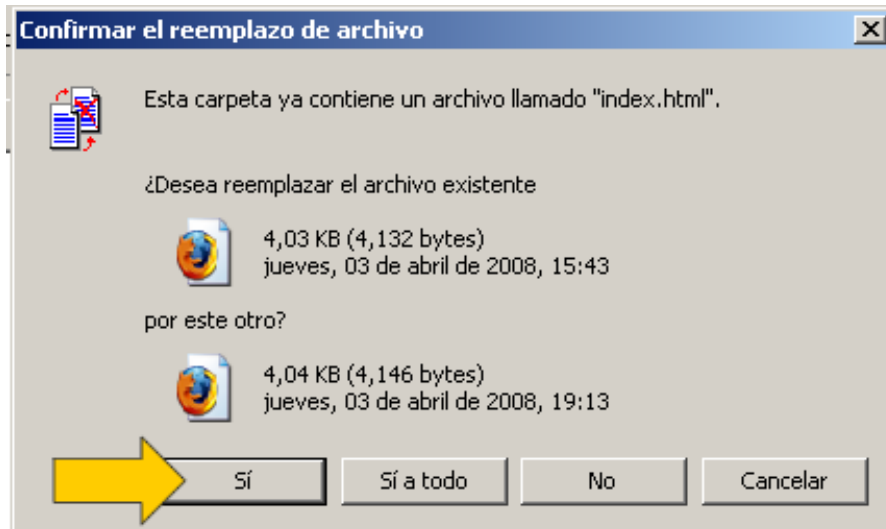 Confirmar el reemplazo de archivo
Esta carpeta ya contiene un archivo llamado "index.html".
¿Desea reemplazar el archivo existente
4,03 KB (4,132 bytes)
jueves, 03 de abril de 2008, 15:43
por este otro?
4,04 KB (4,146 bytes)
jueves, 03 de abril de 2008, 19:13
Sí Sí a todo No Cancelar